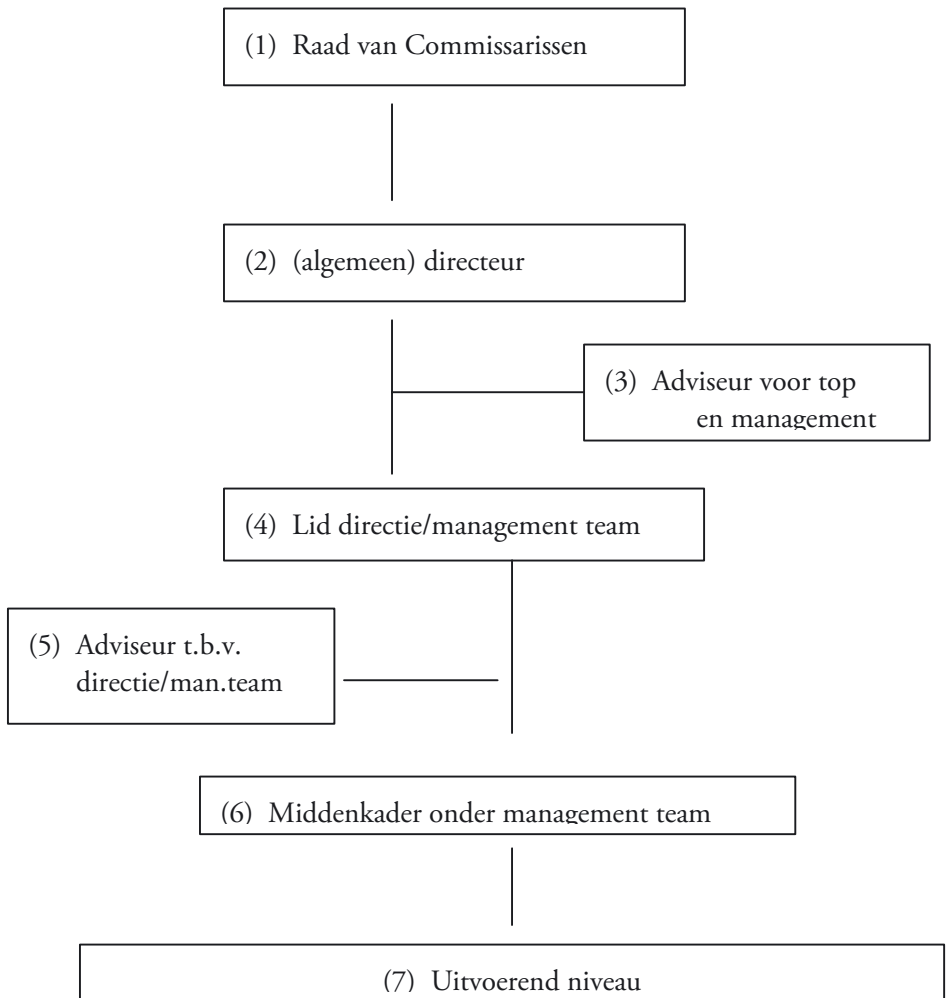 (1) Raad van Commissarissen
(2) (algemeen) directeur
(3) Adviseur voor top
en management
(4) Lid directie/management team
(5) Adviseur t.b.v.
directie/man.team
(6) Middenkader onder management team
(7) Uitvoerend niveau